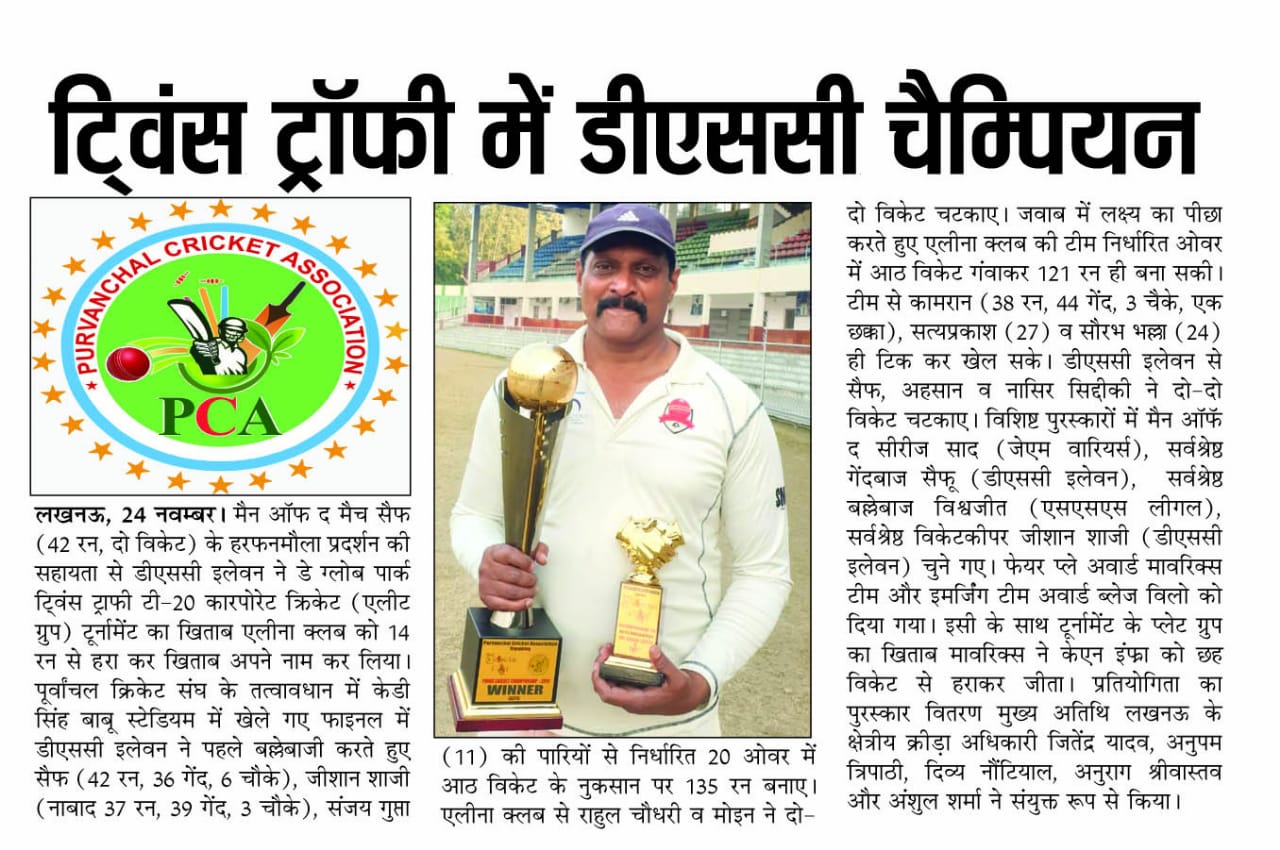 ट्विंस ट्रॉफी में डीएससी चैम्पियन
PURVANCHAL CRICKET ASSOCIATION
PCA
लखनऊ, 24 नवम्बर। मैन ऑफ द मैच सैफ
(42 रन, दो विकेट) के हरफनमौला प्रदर्शन की
सहायता से डीएससी इलेवन ने डे ग्लोब पार्क
ट्विंस ट्राफी टी-20 कारपोरेट क्रिकेट (एलीट
ग्रुप) टूर्नामेंट का खिताब एलीना क्लब को 14
रन से हरा कर खिताब अपने नाम कर लिया।
पूर्वांचल क्रिकेट संघ के तत्वावधान में केडी
सिंह बाबू स्टेडियम में खेले गए फाइनल में
डीएससी इलेवन ने पहले बल्लेबाजी करते हुए
सैफ (42 रन, 36 गेंद, 6 चौके), जीशान शाजी
(नाबाद 37 रन, 39 गेंद, 3 चौके), संजय गुप्ता
Purvanchal Cricket Association
WINNER
(11) की पारियों से निर्धारित 20 ओवर में
आठ विकेट के नुकसान पर 135 रन बनाए।
एलीना क्लब से राहुल चौधरी व मोइन ने दो-
दो विकेट चटकाए। जवाब में लक्ष्य का पीछा
करते हुए एलीना क्लब की टीम निर्धारित ओवर
में आठ विकेट गंवाकर 121 रन ही बना सकी।
टीम से कामरान (38 रन, 44 गेंद, 3 चैके, एक
छक्का), सत्यप्रकाश (27) व सौरभ भल्ला (24)
ही टिक कर खेल सके। डीएससी इलेवन से
सैफ, अहसान व नासिर सिद्दीकी ने दो-दो
विकेट चटकाए। विशिष्ट पुरस्कारों में मैन ऑफॅ
द सीरीज साद (जेएम वारियर्स), सर्वश्रेष्ठ
गेंदबाज सैफू (डीएससी इलेवन), सर्वश्रेष्ठ
बल्लेबाज विश्वजीत (एसएसएस लीगल),
सर्वश्रेष्ठ विकेटकीपर जीशान शाजी (डीएससी
इलेवन) चुने गए। फेयर प्ले अवार्ड मावरिक्स
टीम और इमर्जिंग टीम अवार्ड ब्लेज विलो को
दिया गया। इसी के साथ टूर्नामेंट के प्लेट ग्रुप
का खिताब मावरिक्स ने केएन इंफ्रा को छह
विकेट से हराकर जीता। प्रतियोगिता का
पुरस्कार वितरण मुख्य अतिथि लखनऊ के
क्षेत्रीय क्रीड़ा अधिकारी जितेंद्र यादव, अनुपम
त्रिपाठी, दिव्य नौंटियाल, अनुराग श्रीवास्तव
और अंशुल शर्मा ने संयुक्त रूप से किया।